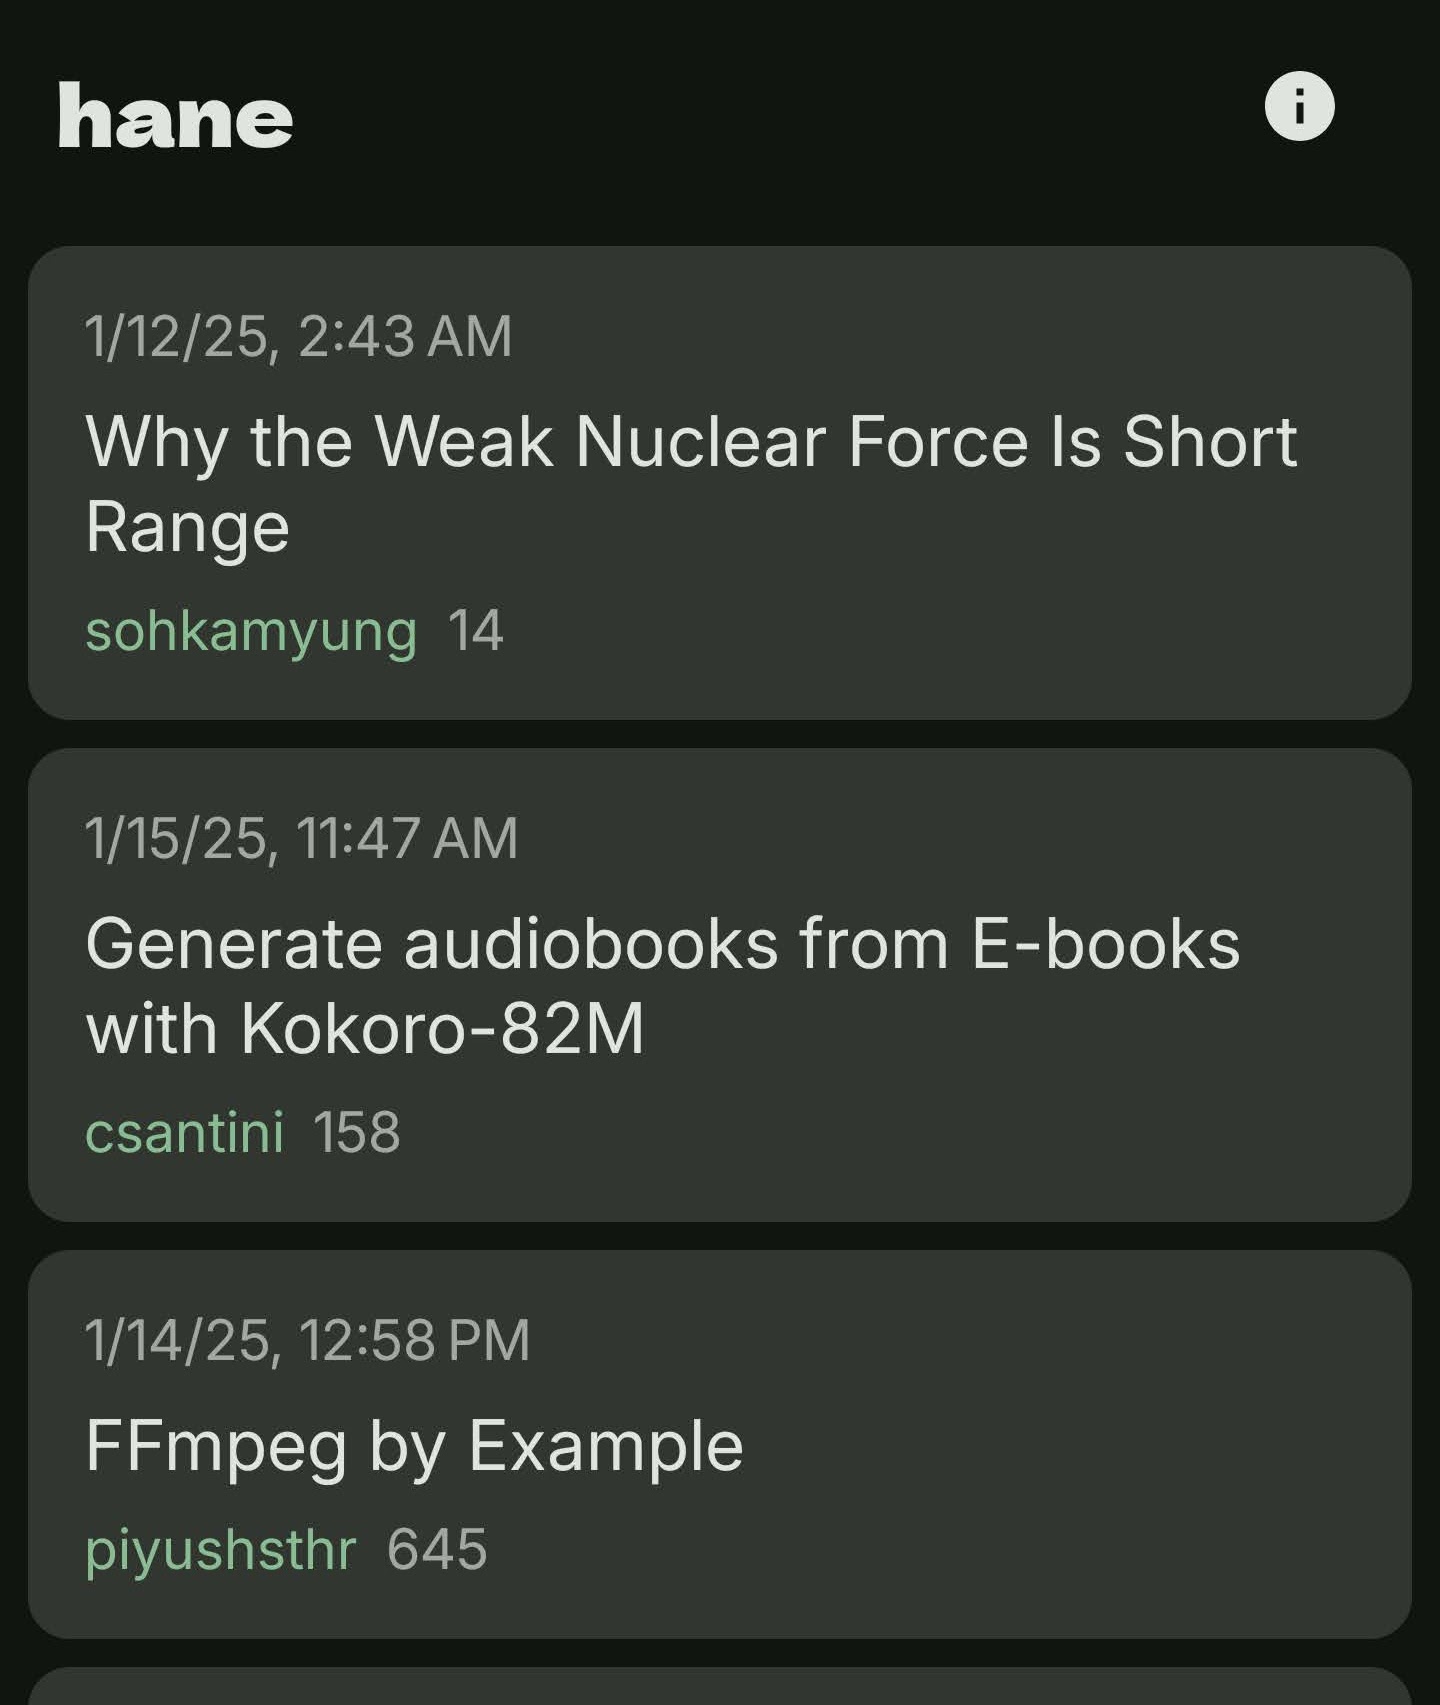 hane
1/12/25, 2:43 AM
Why the Weak Nuclear Force Is Short
Range
sohkamyung 14
1/15/25, 11:47 AM
Generate audiobooks from E-books
with Kokoro-82M
csantini 158
1/14/25, 12:58 PM
FFmpeg by Example
piyushsthr 645